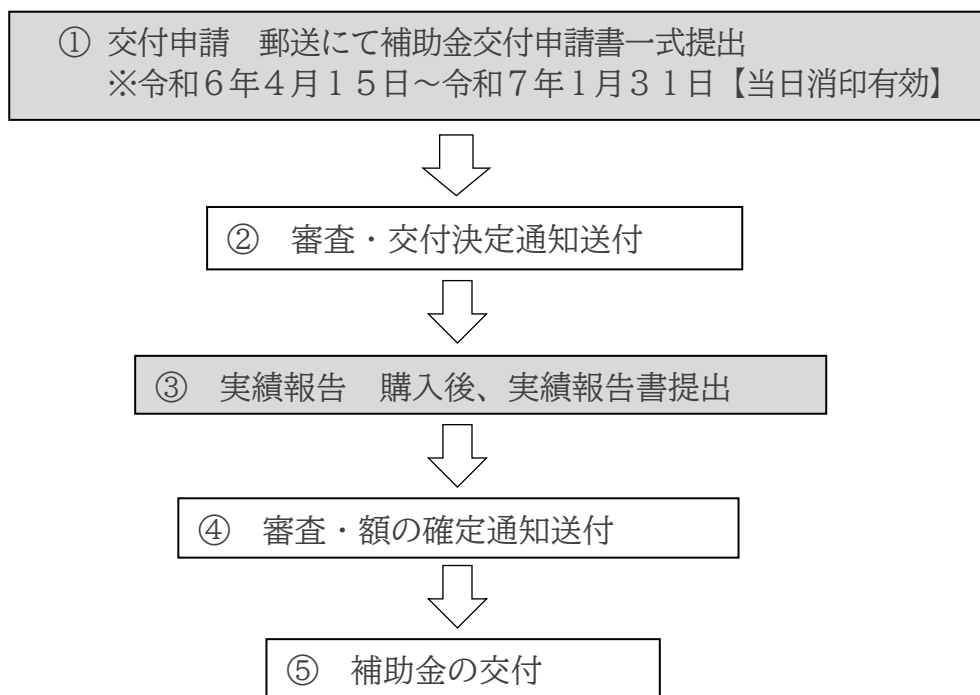 ① 交付申請　郵送にて補助金交付申請書一式提出
※令和６年４月１５日～令和７年１月３１日【当日消印有効】
②　審査・交付決定通知送付
③　実績報告　購入後、実績報告書提出
④　審査・額の確定通知送付
⑤　補助金の交付